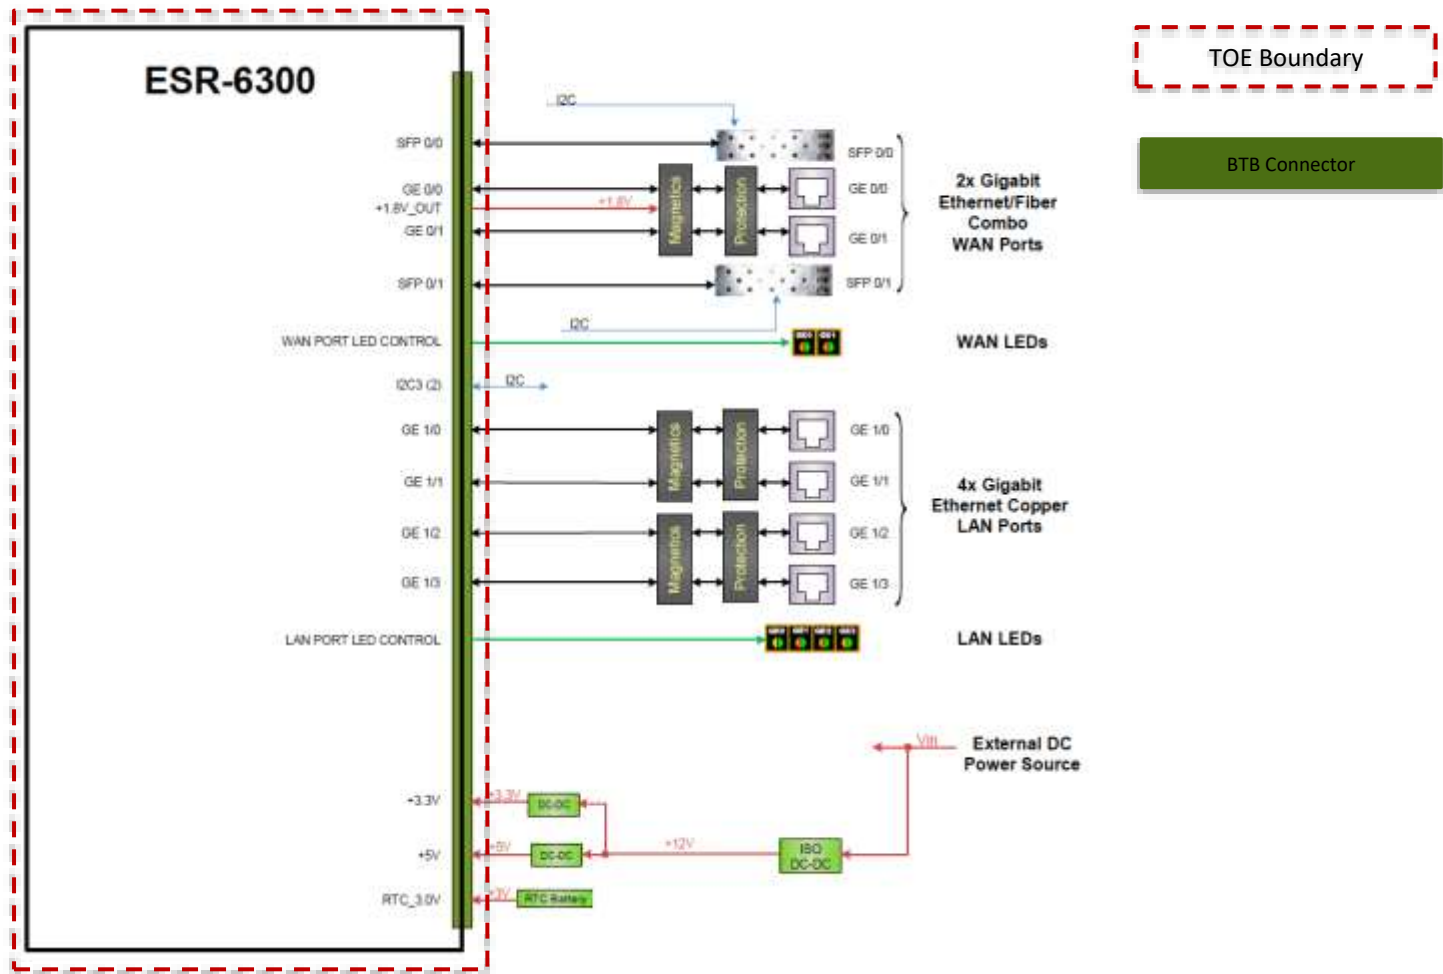 ESR-6300
TOE Boundary
BTB Connector
I2C
SFP 0/0
SFP 0/0
GE 0/0
+1.8V_OUT
+1.8V
GE 0/1
Magnetics
Protection
GE 0/0
GE 0/1
2x Gigabit
Ethernet/Fiber
Combo
WAN Ports
SFP 0/1
SFP 0/1
I2C
WAN PORT LED CONTROL
WAN LEDs
I2C3 (2)
I2C
GE 1/0
GE 1/1
GE 1/2
GE 1/3
Magnetics
Protection
Magnetics
Protection
GE 1/0
GE 1/1
GE 1/2
GE 1/3
4x Gigabit
Ethernet Copper
LAN Ports
LAN PORT LED CONTROL
LAN LEDs
Vin
External DC
Power Source
+3.3V
+3.3V
DC-DC
+5V
+5V
DC-DC
+12V
ISO
DC-DC
RTC_3.0V
+3V
RTC Battery